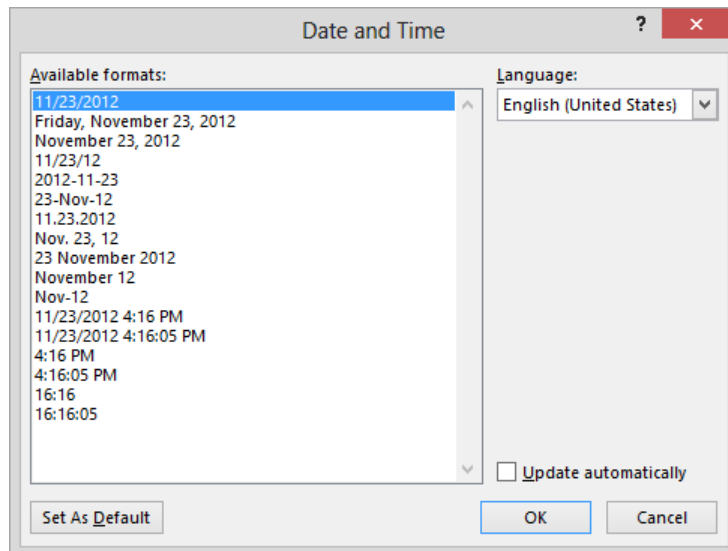 Date and Time
?
Available formats:
11/23/2012
Friday, November 23, 2012
November 23, 2012
11/23/12
2012-11-23
23-Nov-12
11.23.2012
Nov. 23, 12
23 November 2012
November 12
Nov-12
11/23/2012 4:16 PM
11/23/2012 4:16:05 PM
4:16 PM
4:16:05 PM
16:16
16:16:05
Language:
English (United States)
Update automatically
Set As Default
OK
Cancel